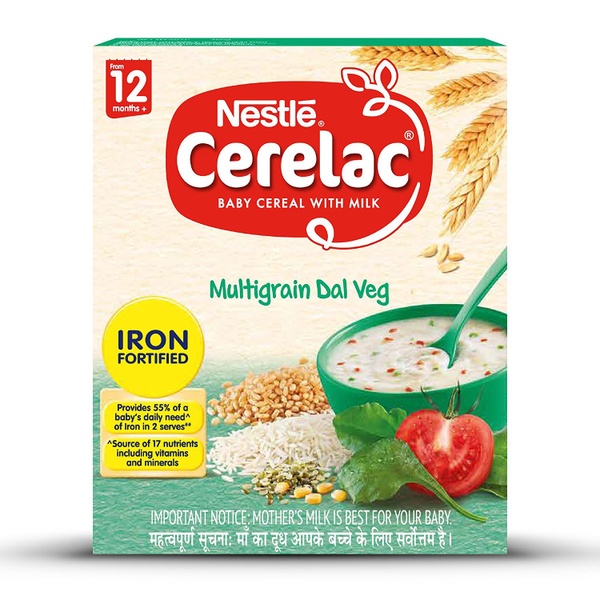 From
12
months +
Nestlé®
Cerelac®
BABY CEREAL WITH MILK
Multigrain Dal Veg
IRON
FORTIFIED
Provides 55% of a
baby's daily need^
of Iron in 2 serves**
^Source of 17 nutrients
including vitamins
and minerals
IMPORTANT NOTICE: MOTHER'S MILK IS BEST FOR YOUR BABY.
महत्वपूर्ण सूचना: माँ का दूध आपके बच्चे के लिए सर्वोत्तम है।